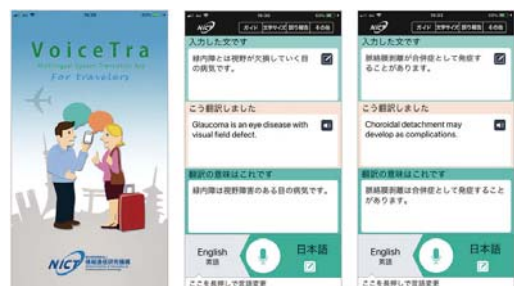 VoiceTra
Multilingual Speech Translation App
For Travelers
NICT
16:30
ガイド 文字サイズ 誤り報告 その他
入力した文です
緑内障とは視野が欠損していく目
の病気です。
こう翻訳しました
Glaucoma is an eye disease with
visual field defect.
翻訳の意味はこれです
緑内障は視野障害のある目の病気です。
English
英語
日本語
ここを長押しで言語変更
NICT
ガイド 文字サイズ 誤り報告 その他
入力した文です
脈絡膜剥離が合併症として発症す
ることがあります。
こう翻訳しました
Choroidal detachment may
develop as complications.
翻訳の意味はこれです
脈絡膜剥離は合併症として発症すること
があります。
English
英語
日本語
ここを長押しで言語変更